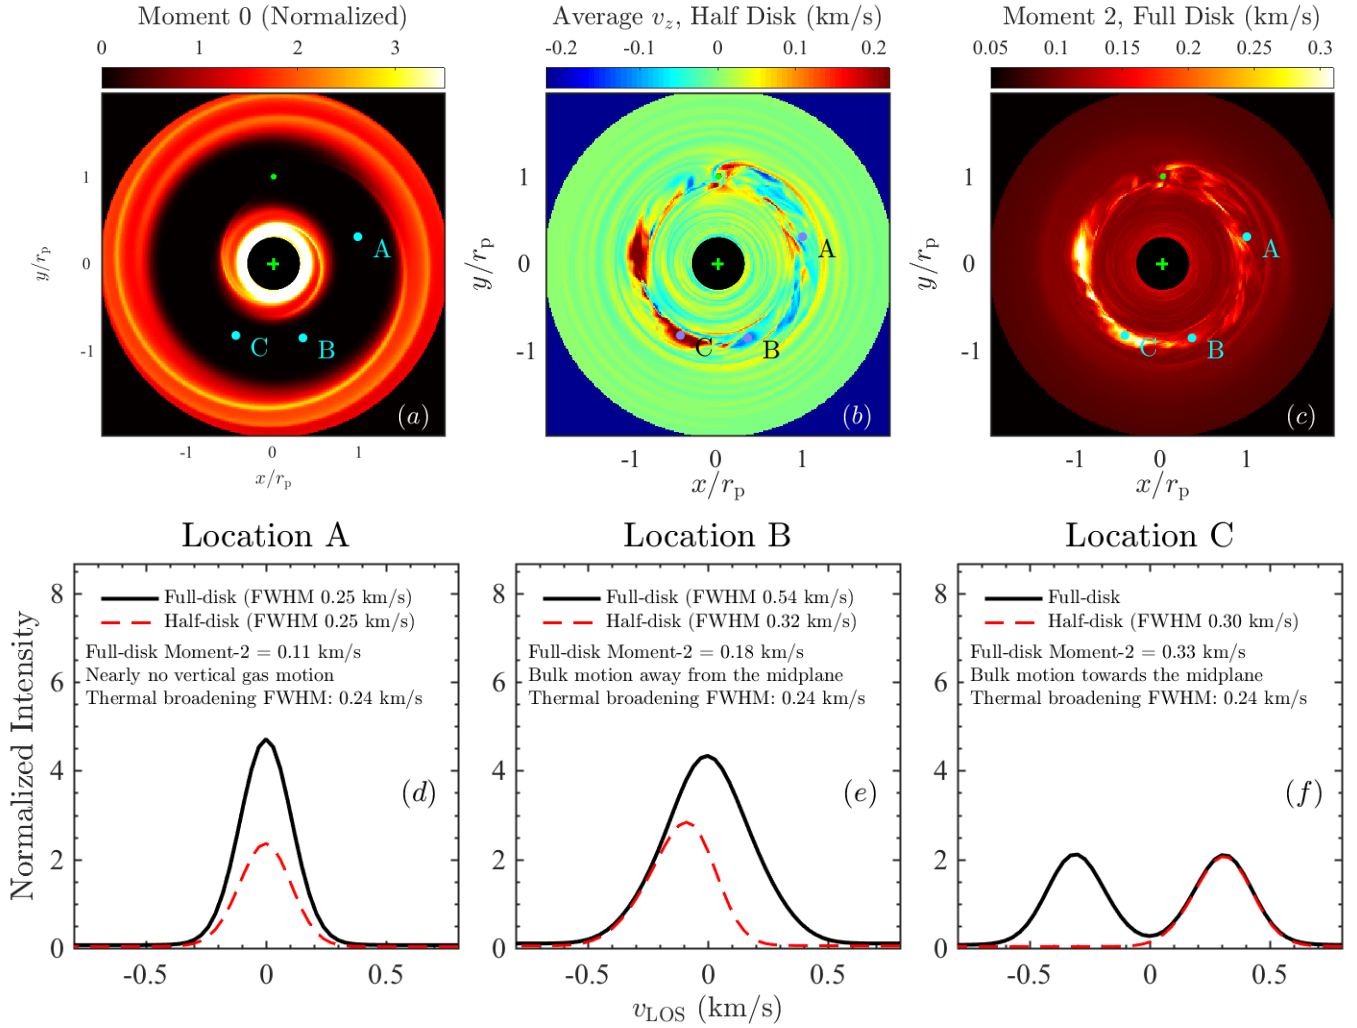 Moment 0 (Normalized)
0 1 2 3
1
0
-1
y/rp
A
B
C
(a)
-1 0 1
x/rp
Average vz, Half Disk (km/s)
-0.2 -0.1 0 0.1 0.2
1
0
-1
y/rp
A
B
C
(b)
-1 0 1
x/rp
Moment 2, Full Disk (km/s)
0.05 0.1 0.15 0.2 0.25 0.3
1
0
-1
y/rp
A
B
C
(c)
-1 0 1
x/rp
Location A
Full-disk (FWHM 0.25 km/s)
Half-disk (FWHM 0.25 km/s)
Full-disk Moment-2 = 0.11 km/s
Nearly no vertical gas motion
Thermal broadening FWHM: 0.24 km/s
(d)
Normalized Intensity
8
6
4
2
0
-0.5 0 0.5
Location B
Full-disk (FWHM 0.54 km/s)
Half-disk (FWHM 0.32 km/s)
Full-disk Moment-2 = 0.18 km/s
Bulk motion away from the midplane
Thermal broadening FWHM: 0.24 km/s
(e)
8
6
4
2
0
-0.5 0 0.5
vLOS (km/s)
Location C
Full-disk
Half-disk (FWHM 0.30 km/s)
Full-disk Moment-2 = 0.33 km/s
Bulk motion towards the midplane
Thermal broadening FWHM: 0.24 km/s
(f)
8
6
4
2
0
-0.5 0 0.5